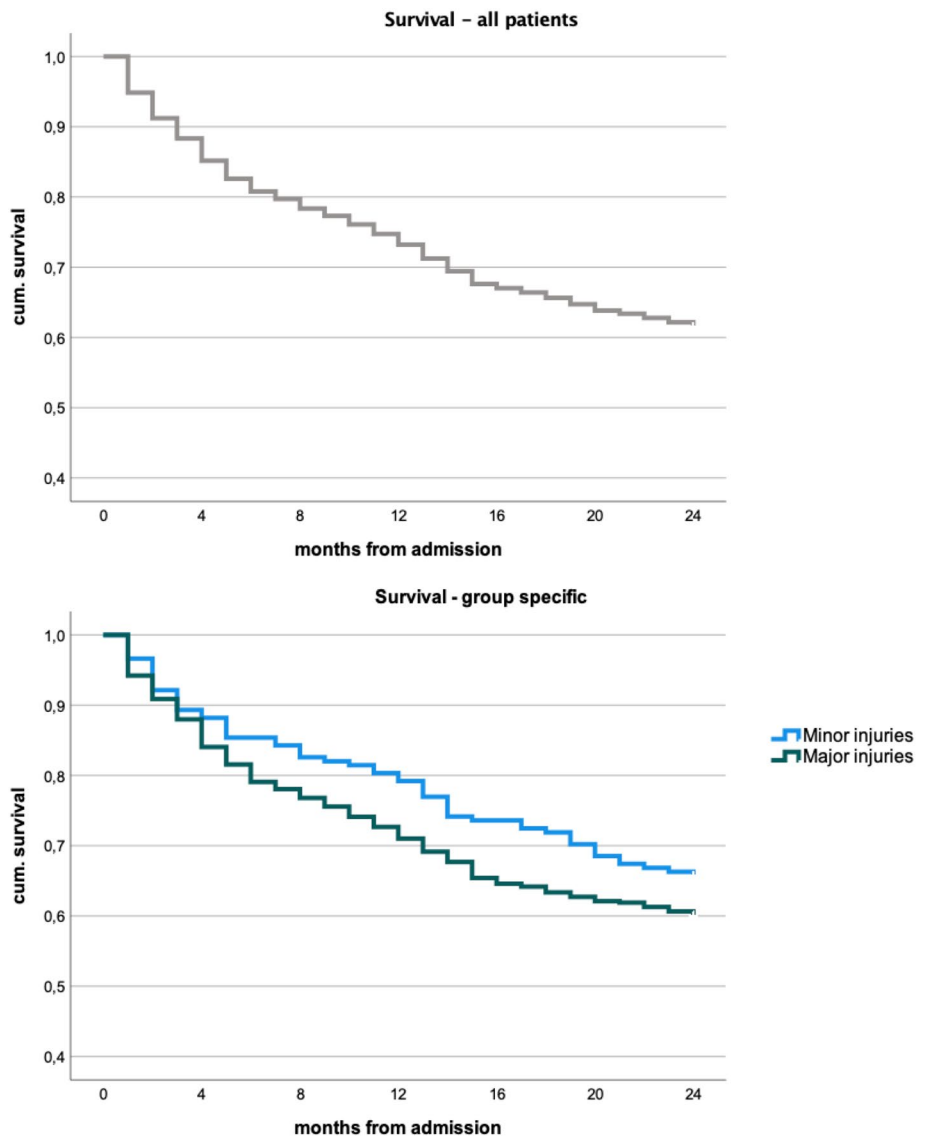 Survival – all patients
1,0
0,9
0,8
0,7
0,6
0,5
0,4
cum. survival
0 4 8 12 16 20 24
months from admission
Survival - group specific
1,0
0,9
0,8
0,7
0,6
0,5
0,4
cum. survival
0 4 8 12 16 20 24
months from admission
Minor injuries
Major injuries